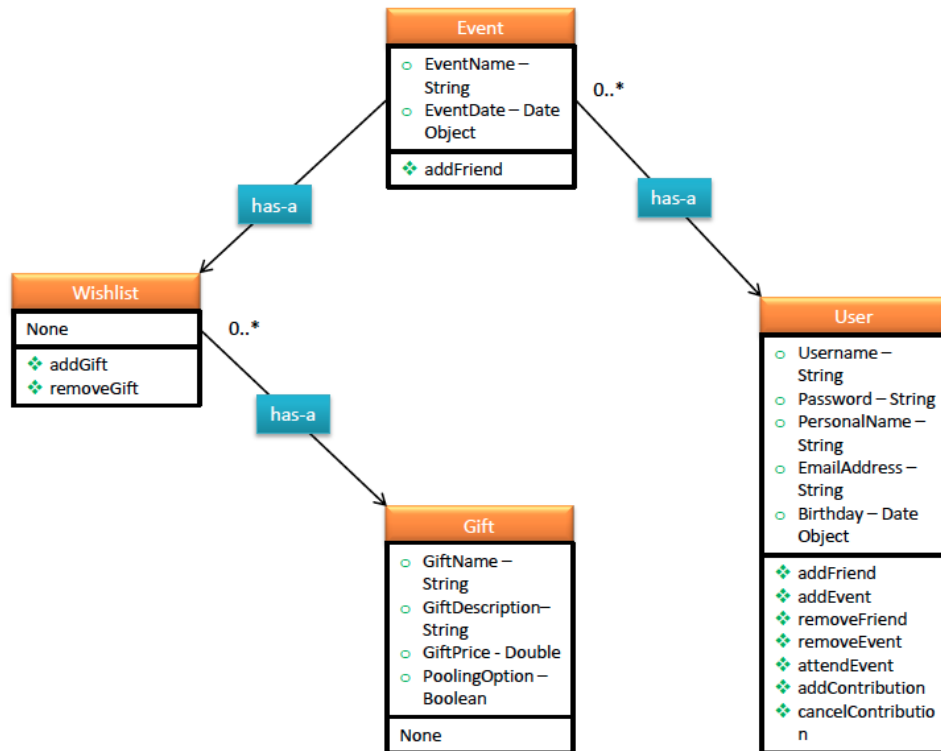 Event
EventName –
String
EventDate – Date
Object
addFriend
0..*
has-a
has-a
Wishlist
None
addGift
removeGift
0..*
has-a
User
Username –
String
Password – String
PersonalName –
String
EmailAddress –
String
Birthday – Date
Object
addFriend
addEvent
removeFriend
removeEvent
attendEvent
addContribution
cancelContributio
n
Gift
GiftName –
String
GiftDescription–
String
GiftPrice - Double
PoolingOption –
Boolean
None